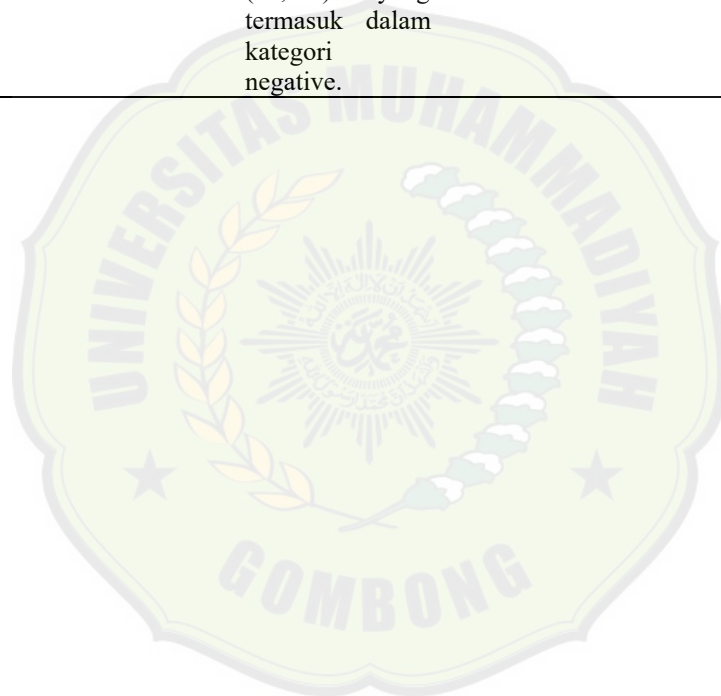 termasuk dalam
kategori
negative.
UNIVERSITAS MUHAMMADIYAH
GOMBONG